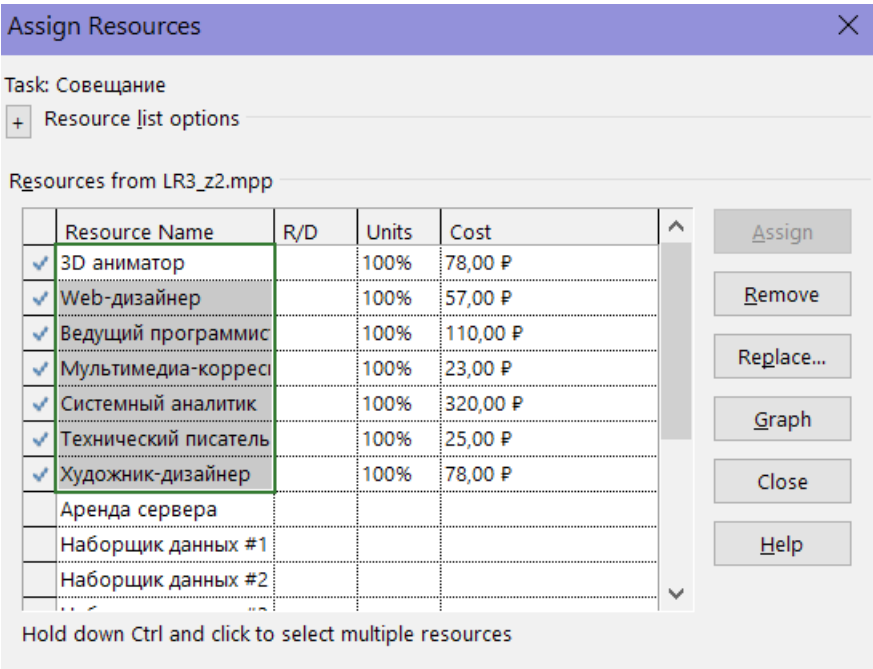 Assign Resources
Task: Совещание
+ Resource list options
Resources from LR3_z2.mpp
Resource Name R/D Units Cost
3D аниматор 100% 78,00 ₽
Web-дизайнер 100% 57,00 ₽
Ведущий программис 100% 110,00 ₽
Мультимедиа-корресп 100% 23,00 ₽
Системный аналитик 100% 320,00 ₽
Технический писатель 100% 25,00 ₽
Художник-дизайнер 100% 78,00 ₽
Аренда сервера
Наборщик данных #1
Наборщик данных #2
Assign
Remove
Replace...
Graph
Close
Help
Hold down Ctrl and click to select multiple resources